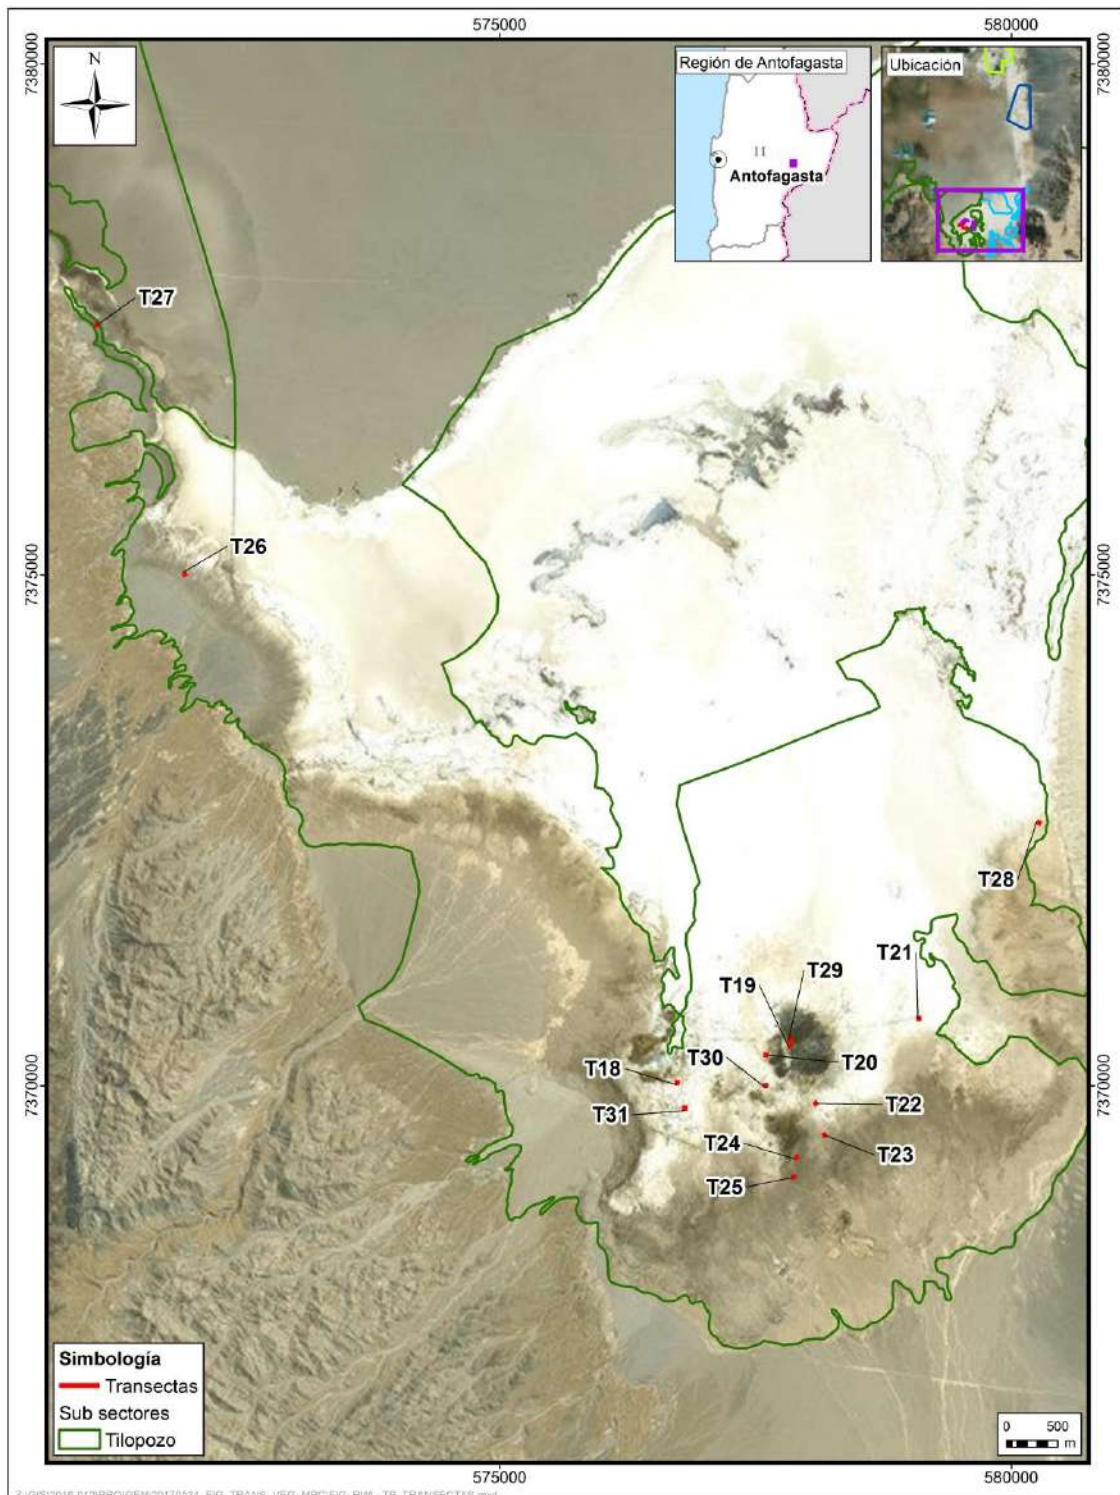 575000
580000
7380000
7380000
N
Región de Antofagasta
II
Antofagasta
Ubicación
T27
T26
7375000
7375000
T28
T21
T29
T19
T30
T20
T18
T31
T22
T24
T23
T25
7370000
7370000
Simbología
Transectas
Sub sectores
Tilopozo
0 500
m
575000
580000